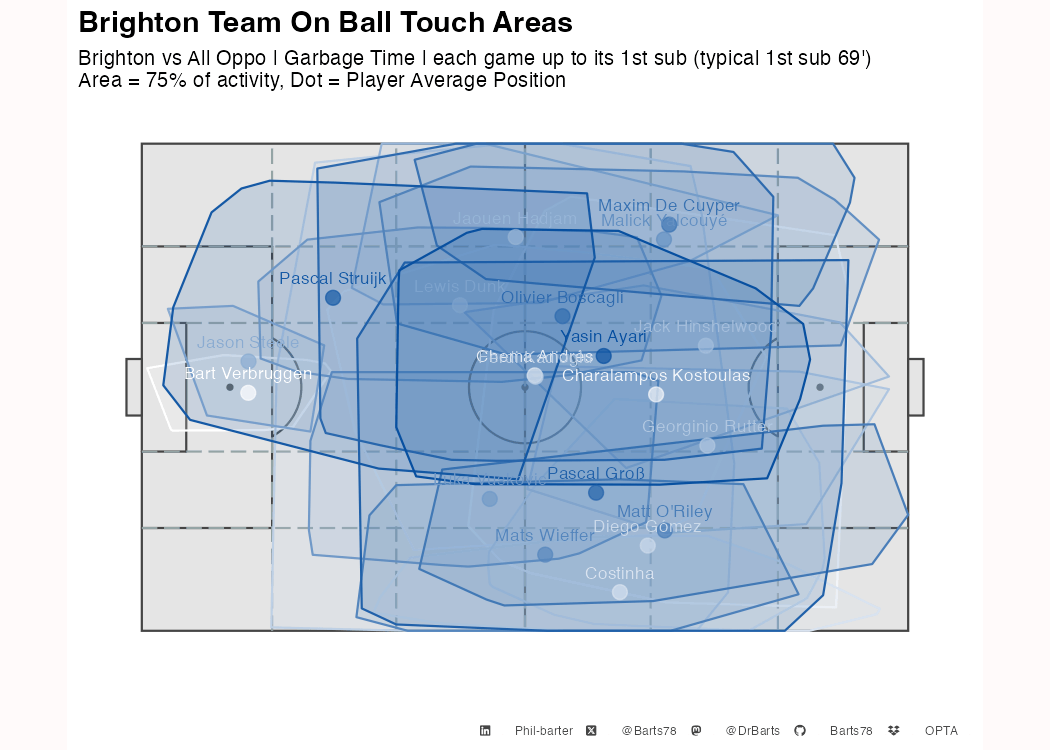 Brighton Team On Ball Touch Areas
Brighton vs All Oppo | Garbage Time | each game up to its 1st sub (typical 1st sub 69')
Area = 75% of activity, Dot = Player Average Position
Maxim De Cuyper
Jaouen Hadjam
Malick Yalcouyé
Pascal Struijk
Lewis Dunk
Olivier Boscagli
Jack Hinshelwood
Yasin Ayari
Jason Steele
Chema Andrés
Bart Verbruggen
Charalampos Kostoulas
Georginio Rutter
Pascal Groß
Matt O'Riley
Diego Gómez
Mats Wieffer
Costinha
Phil-barter @Barts78 @DrBarts Barts78 OPTA